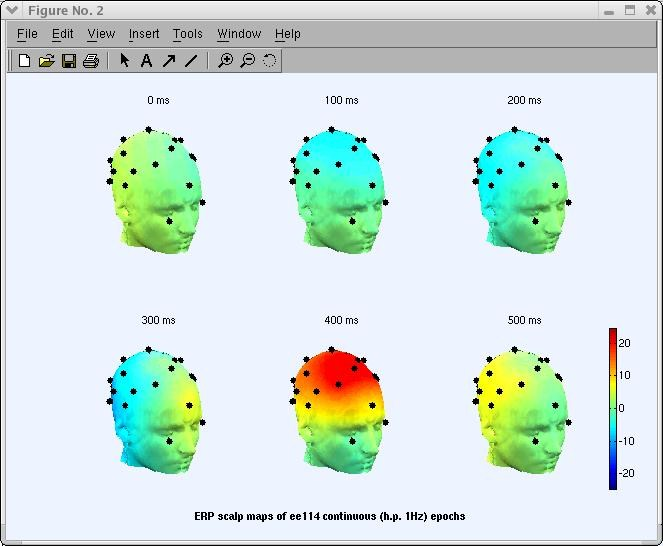 Figure No. 2
File Edit View Insert Tools Window Help
A
0 ms 100 ms 200 ms
300 ms 400 ms 500 ms
20
10
0
-10
-20
ERP scalp maps of ee114 continuous (h.p. 1Hz) epochs